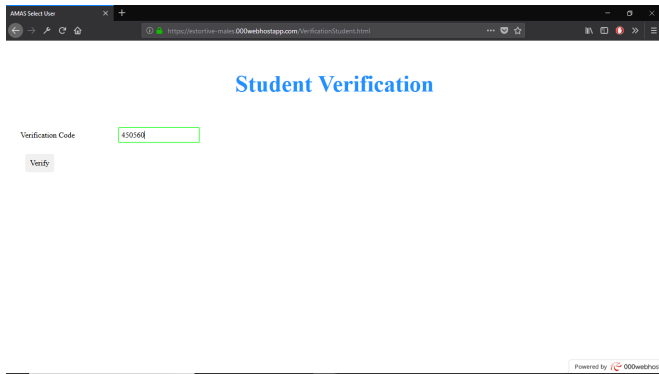 AMAS Select User
https://estortive-males.000webhostapp.com/VerificationStudent.html
Student Verification
Verification Code
450560
Verify
Powered by 000webhos